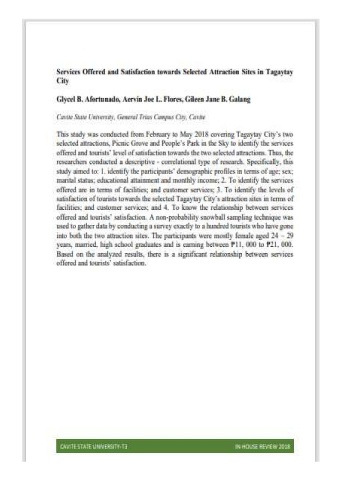 Services Offered and Satisfaction towards Selected Attraction Sites in Tagaytay
City
Glycel B. Afortunado, Aervin Joe L. Flores, Gileen Jane B. Galang
Cavite State University, General Trias Campus City, Cavite
This study was conducted from February to May 2018 covering Tagaytay City's two
selected attractions, Picnic Grove and People's Park in the Sky to identify the services
offered and tourists' level of satisfaction towards the two selected attractions. Thus, the
researchers conducted a descriptive - correlational type of research. Specifically, this
study aimed to: 1. identify the participants' demographic profiles in terms of age; sex;
marital status; educational attainment and monthly income; 2. To identify the services
offered are in terms of facilities; and customer services; 3. To identify the levels of
satisfaction of tourists towards the selected Tagaytay City's attraction sites in terms of
facilities; and customer services; and 4. To know the relationship between services
offered and tourists' satisfaction. A non-probability snowball sampling technique was
used to gather data by conducting a survey exactly to a hundred tourists who have gone
into both the two attraction sites. The participants were mostly female aged 24 – 29
years, married, high school graduates and is earning between ₱11, 000 to ₱21, 000.
Based on the analyzed results, there is a significant relationship between services
offered and tourists' satisfaction.
CAVITE STATE UNIVERSITY-T3 IN-HOUSE REVIEW 2018